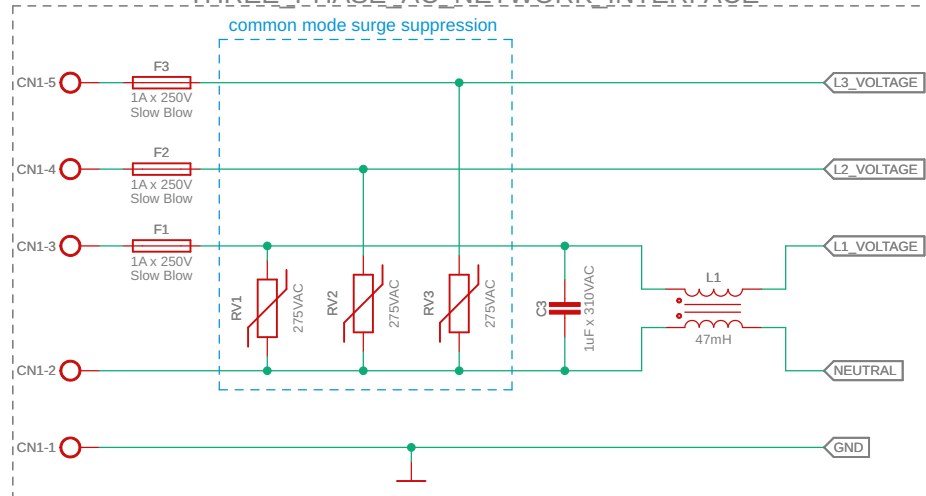 THREE_PHASE_AC_NETWORK_INTERFACE
common mode surge suppression
F3
CN1-5
1A x 250V
Slow Blow
L3_VOLTAGE
F2
CN1-4
1A x 250V
Slow Blow
L2_VOLTAGE
F1
CN1-3
1A x 250V
Slow Blow
L1_VOLTAGE
RV1
275VAC
RV2
275VAC
RV3
275VAC
C3
1uF x 310VAC
L1
47mH
CN1-2
NEUTRAL
CN1-1
GND